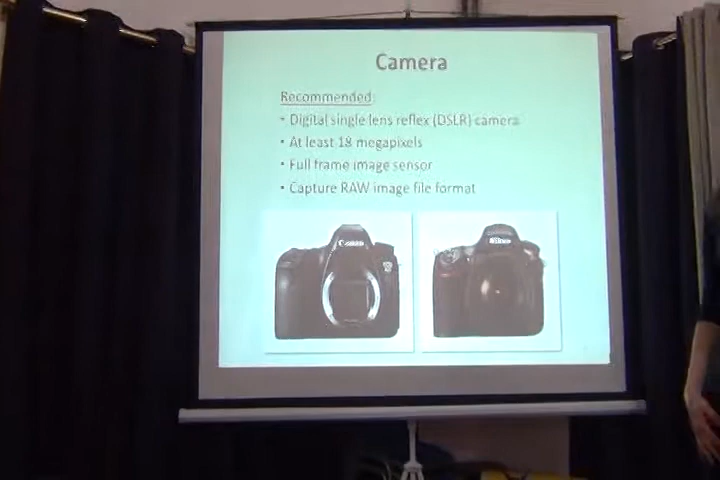 Camera
Recommended:
• Digital single lens reflex (DSLR) camera
• At least 18 megapixels
• Full frame image sensor
• Capture RAW image file format
Canon
Nikon